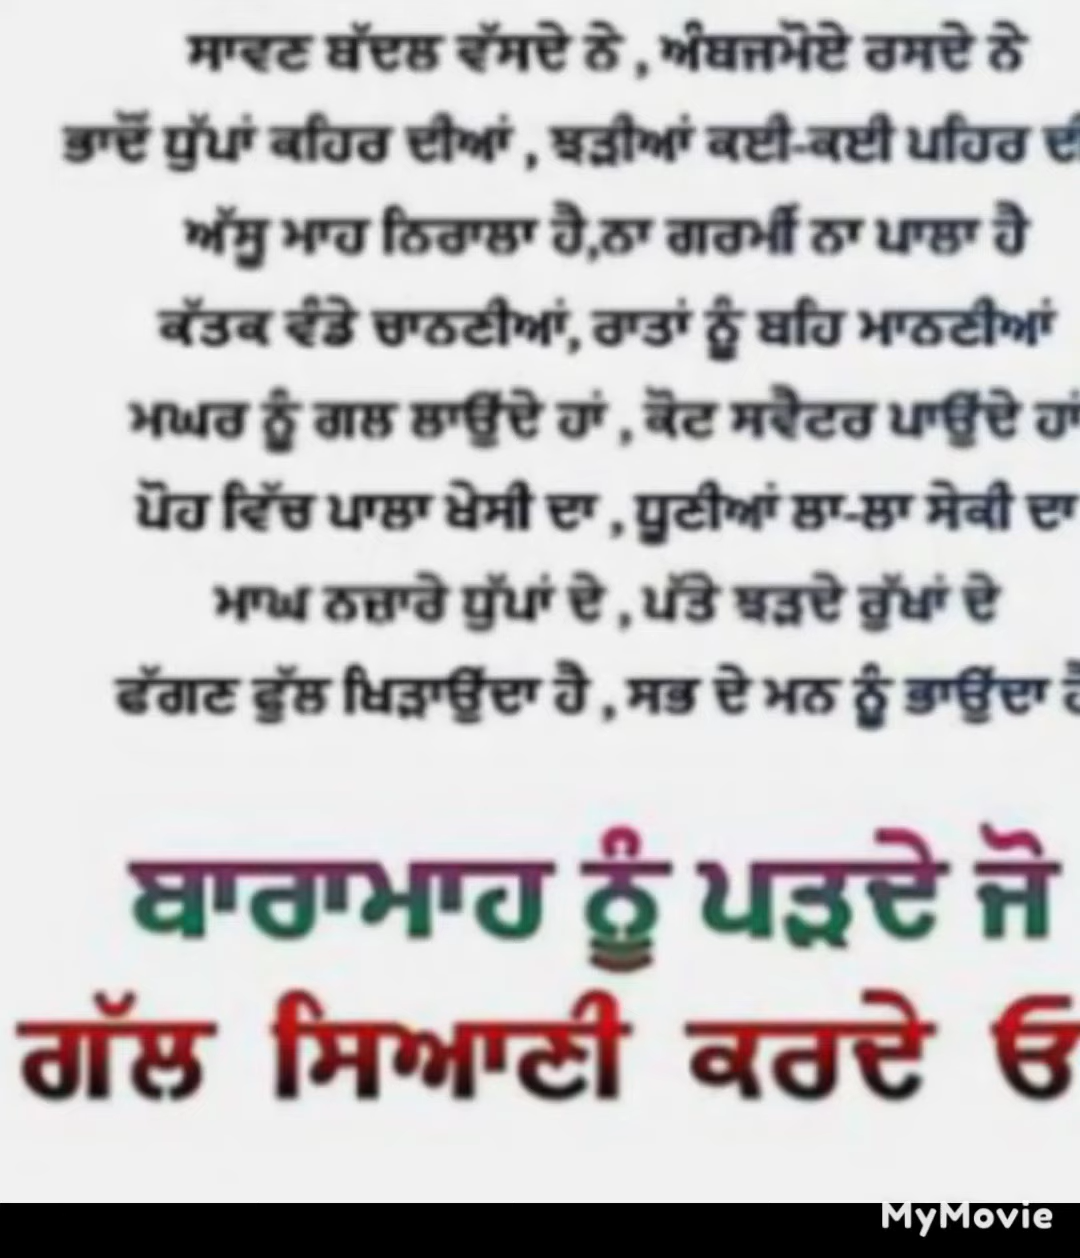 ਸਾਵਣ ਬੱਦਲ ਵੱਸਦੇ ਨੇ , ਅੰਬਜਮੋਏ ਰਸਦੇ ਨੇ
ਭਾਦੋਂ ਧੁੱਪਾਂ ਕਹਿਰ ਦੀਆਂ , ਝੜੀਆਂ ਕਈ-ਕਈ ਪਹਿਰ ਦੀ
ਅੱਸੂ ਮਾਹ ਨਿਰਾਲਾ ਹੈ,ਨਾ ਗਰਮੀਂ ਨਾ ਪਾਲਾ ਹੈ
ਕੱਤਕ ਵੰਡੇ ਚਾਨਣੀਆਂ, ਰਾਤਾਂ ਨੂੰ ਬਹਿ ਮਾਨਣੀਆਂ
ਮਘਰ ਨੂੰ ਗਲ ਲਾਉਂਦੇ ਹਾਂ , ਕੋਟ ਸਵੈਟਰ ਪਾਉਂਦੇ ਹਾਂ
ਪੋਹ ਵਿੱਚ ਪਾਲਾ ਖੇਸੀ ਦਾ , ਧੂਣੀਆਂ ਲਾ-ਲਾ ਸੇਕੀ ਦਾ
ਮਾਘ ਨਜ਼ਾਰੇ ਧੁੱਪਾਂ ਦੇ , ਪੱਤੇ ਝੜਦੇ ਰੁੱਖਾਂ ਦੇ
ਫੱਗਣ ਫੁੱਲ ਖਿੜਾਉਂਦਾ ਹੈ , ਸਭ ਦੇ ਮਨ ਨੂੰ ਭਾਉਂਦਾ ਹੈ
ਬਾਰਾਮਾਹ ਨੂੰ ਪੜਦੇ ਜੋ
ਗੱਲ ਸਿਆਣੀ ਕਰਦੇ ਓ
MyMovie